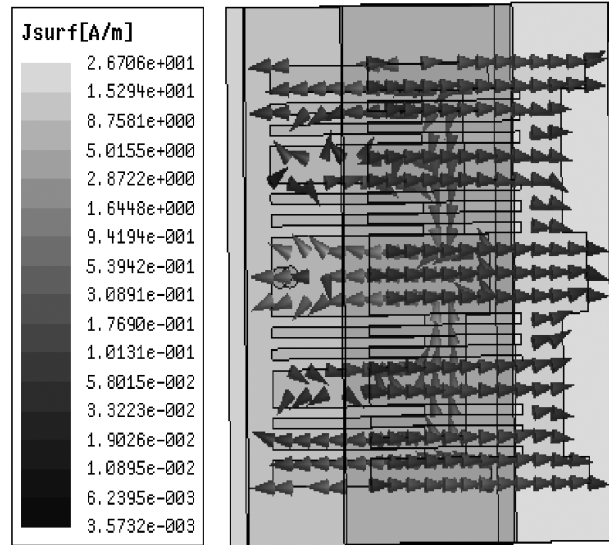 Jsurf[A/m]
2.6706e+001
1.5294e+001
8.7581e+000
5.0155e+000
2.8722e+000
1.6448e+000
9.4194e-001
5.3942e-001
3.0891e-001
1.7690e-001
1.0131e-001
5.8015e-002
3.3223e-002
1.9026e-002
1.0895e-002
6.2395e-003
3.5732e-003